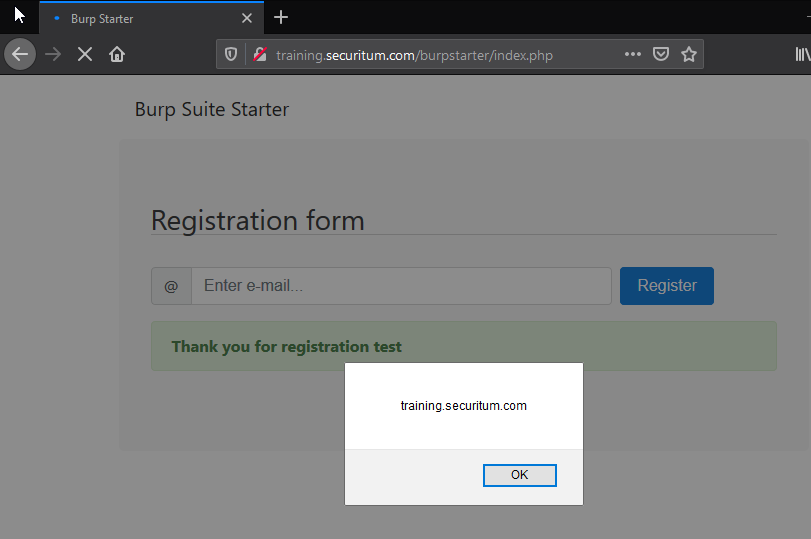 Burp Starter
training.securitum.com/burpstarter/index.php
Burp Suite Starter
Registration form
@ Enter e-mail... Register
Thank you for registration test
training.securitum.com
OK